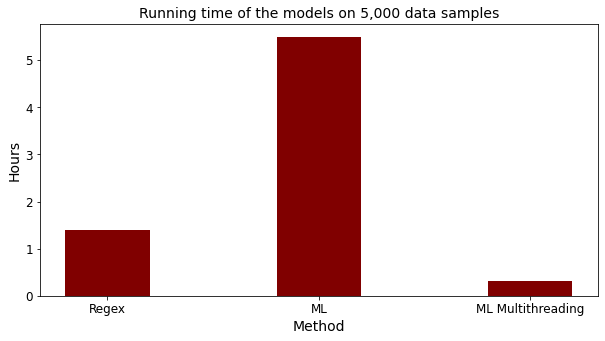 Running time of the models on 5,000 data samples
Hours
5
4
3
2
1
0
Regex ML ML Multithreading
Method